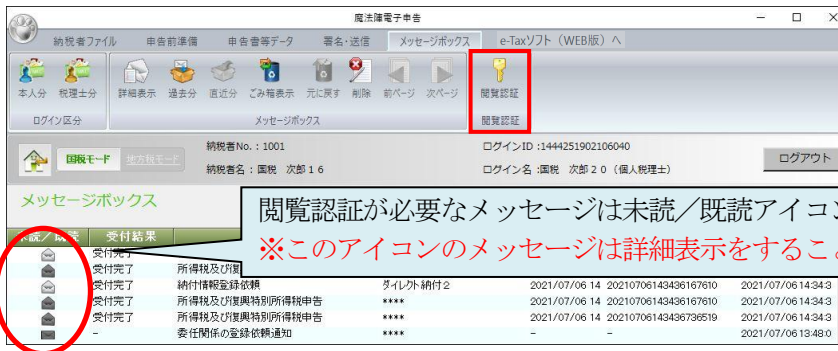 魔法陣電子申告
納税者ファイル 申告前準備 申告書等データ 署名・送信 メッセージボックス e-Taxソフト（WEB版）へ
本人分 税理士分 詳細表示 過去分 直近分 ごみ箱表示 元に戻す 削除 前ページ 次ページ 閲覧認証
ログイン区分 メッセージボックス 閲覧認証
納税者No.：1001 ログインID :1444251902106040
国税モード 地方税モード ログアウト
納税者名：国税 次郎16 ログイン名 :国税 次郎20（個人税理士）
メッセージボックス
閲覧認証が必要なメッセージは未読／既読アイコン
※このアイコンのメッセージは詳細表示をするこ
未読／既読 受付結果
受付完了
受付完了 所得税及び復
受付完了 納付情報登録依頼 ダイレクト納付2 2021/07/06 14 20210706143436167610 2021/07/06 14:34:3
受付完了 所得税及び復興特別所得税申告 **** 2021/07/06 14 20210706143436167610 2021/07/06 14:34:3
受付完了 所得税及び復興特別所得税申告 **** 2021/07/06 14 20210706143436736519 2021/07/06 14:34:3
- 委任関係の登録依頼通知 **** - - 2021/07/06 13:48:0